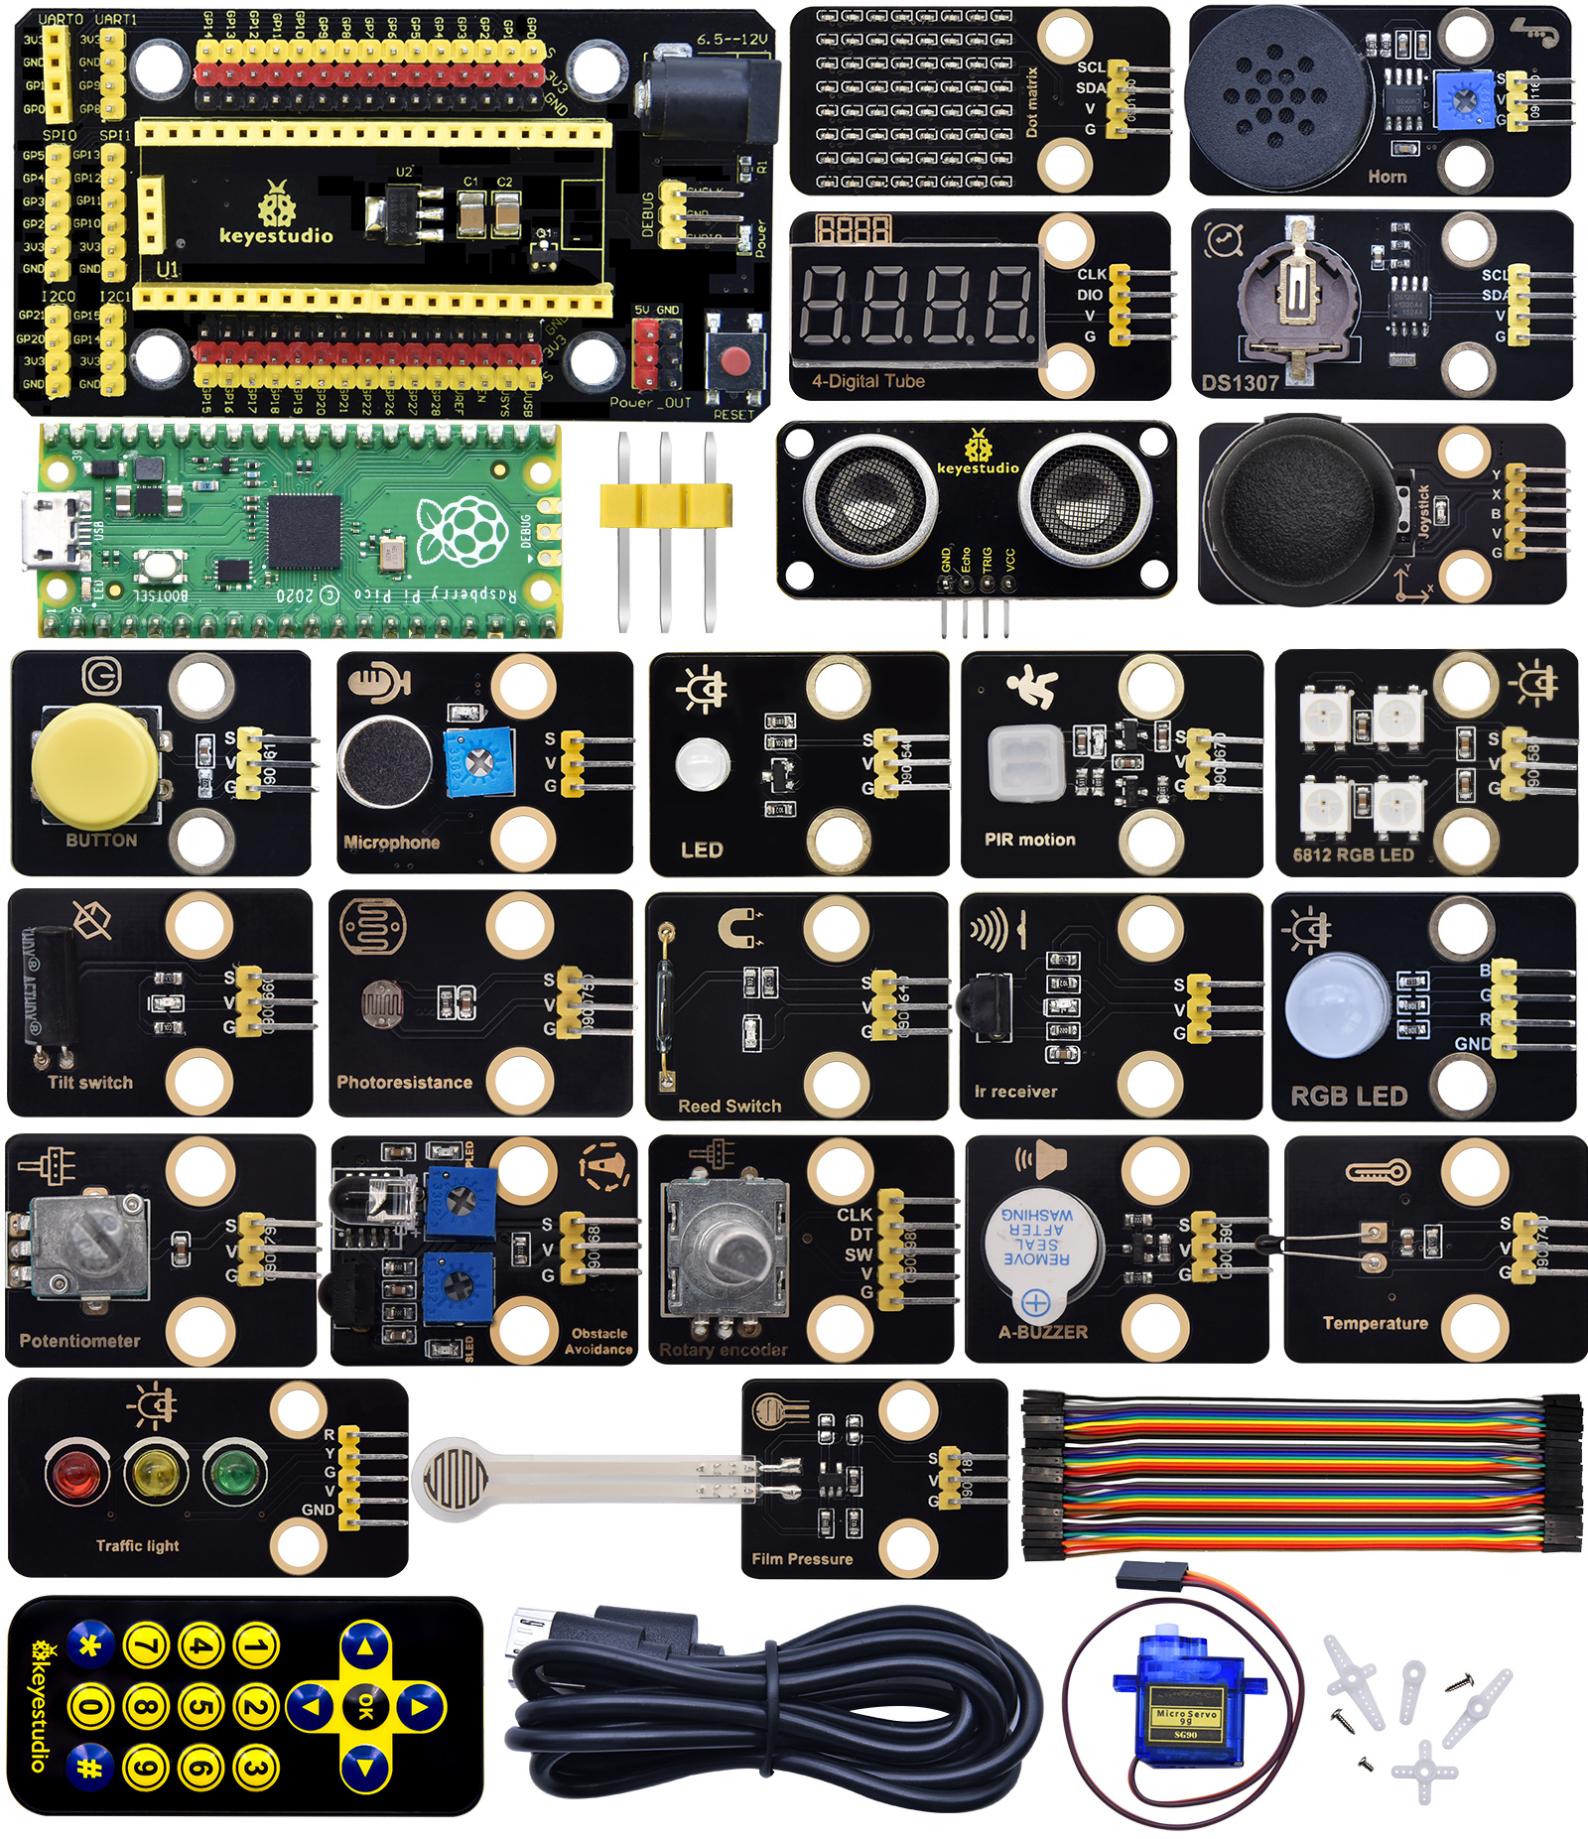 UART0 UART1
3V3 3V3
GND GND
GP1 GP9
GP0 GP8
SPI0 SPI1
GP5 GP13
GP4 GP12
GP3 GP11
GP2 GP10
3V3 3V3
GND GND
I2C0 I2C1
GP21 GP15
GP20 GP14
3V3 3V3
GND GND
GP14 GP13 GP12 GP11 GP10 GP9 GP8 GP7 GP6 GP5 GP4 GP3 GP2 GP1 GP0
S
3V3
GND
6.5--12V
U2
C1 C2
Q1
R1
keyestudio
U1
DEBUG
GND
Power
GND
3V3
S
GP15 GP16 GP17 GP18 GP19 GP20 GP21 GP22 GP26 GP27 GP28
5V GND
Power_OUT
RESET
Dot matrix
SCL
SDA
V
G
Horn
S
V
G
8888
4-Digital Tube
CLK
DIO
V
G
DS1307
SCL
SDA
V
G
39
USB
LED
1 2
BOOTSEL
Raspberry Pi Pico © 2020
DEBUG
keyestudio
GND Echo TRIG VCC
Joystick
Y
X
B
V
G
Y
X
BUTTON
S
V
G
Microphone
S
V
G
LED
S
V
G
PIR motion
S
V
G
6812 RGB LED
S
V
G
Tilt switch
S
V
G
Photoresistance
S
V
G
Reed Switch
S
V
G
Ir receiver
S
V
G
RGB LED
B
G
R
GND
Potentiometer
S
V
G
PLED
SLED
Obstacle
Avoidance
S
V
G
Rotary encoder
CLK
DT
SW
V
G
REMOVE
SEAL
AFTER
WASHING
A-BUZZER
S
V
G
Temperature
S
V
G
Traffic light
R
Y
G
V
GND
Film Pressure
S
V
G
keyestudio
* 7 4 1
0 8 5 2
# 9 6 3
OK
Micro Servo
9g
SG90